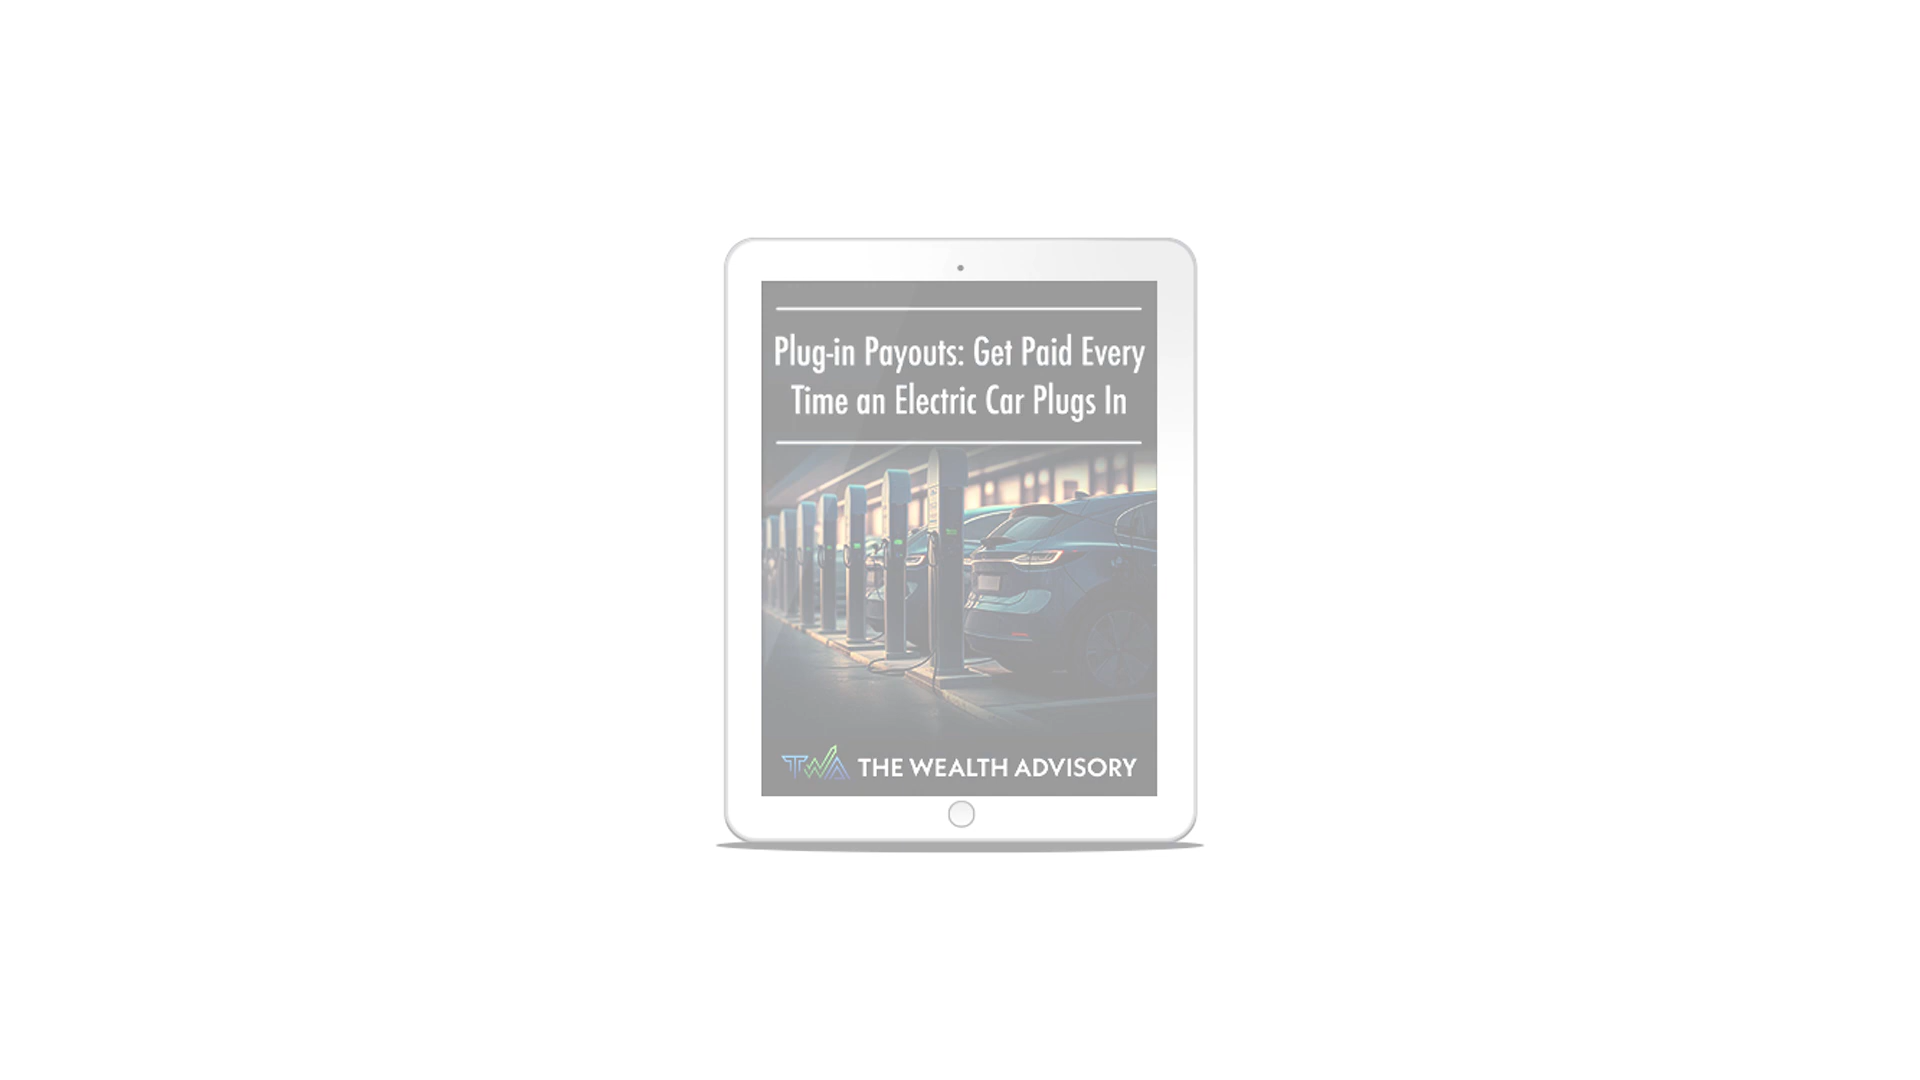 Plug-in Payouts: Get Paid Every
Time an Electric Car Plugs In
TWA THE WEALTH ADVISORY